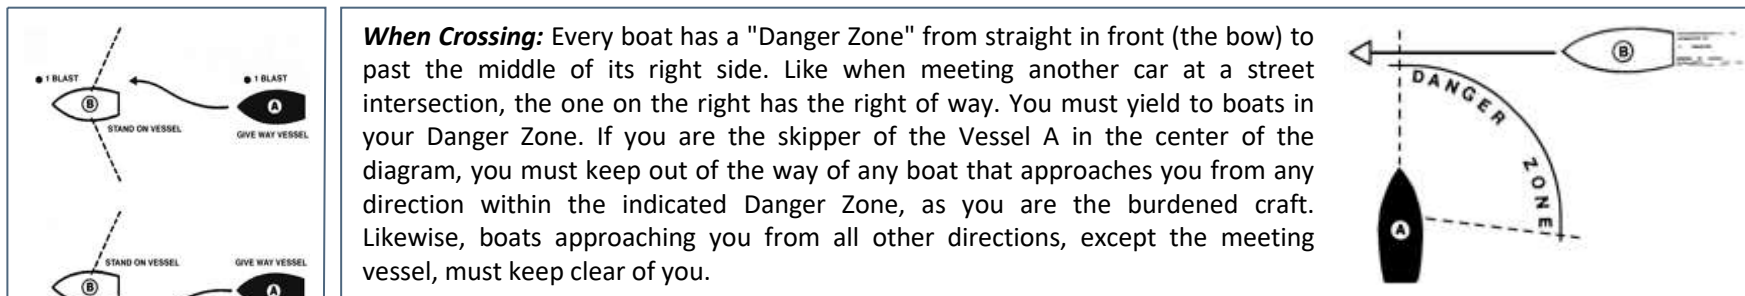 ● 1 BLAST
● 1 BLAST
B
A
STAND ON VESSEL
GIVE WAY VESSEL
STAND ON VESSEL
GIVE WAY VESSEL
B
A
When Crossing: Every boat has a "Danger Zone" from straight in front (the bow) to
past the middle of its right side. Like when meeting another car at a street
intersection, the one on the right has the right of way. You must yield to boats in
your Danger Zone. If you are the skipper of the Vessel A in the center of the
diagram, you must keep out of the way of any boat that approaches you from any
direction within the indicated Danger Zone, as you are the burdened craft.
Likewise, boats approaching you from all other directions, except the meeting
vessel, must keep clear of you.
B
DANGER ZONE
A